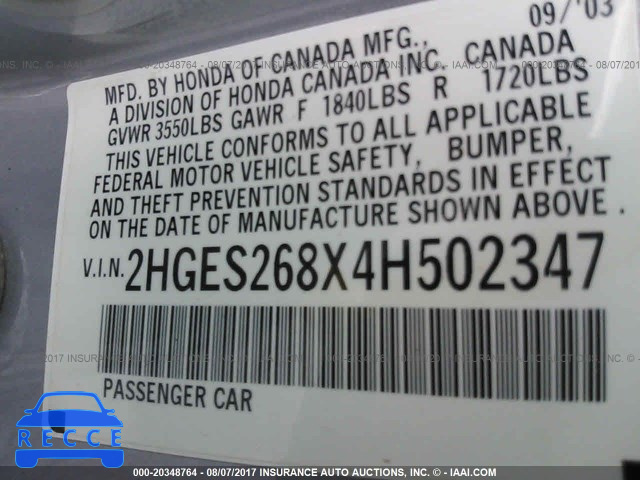 09/'03
MFD. BY HONDA OF CANADA MFG.,
A DIVISION OF HONDA CANADA INC. CANADA
GVWR 3550LBS GAWR F 1840LBS R 1720LBS
THIS VEHICLE CONFORMS TO ALL APPLICABLE
FEDERAL MOTOR VEHICLE SAFETY, BUMPER,
AND THEFT PREVENTION STANDARDS IN EFFECT
ON THE DATE OF MANUFACTURE SHOWN ABOVE.
V.I.N. 2HGES268X4H502347
PASSENGER CAR
RECCE
000-20348764 - 08/07/2017 INSURANCE AUTO AUCTIONS, INC. - © IAAI.COM